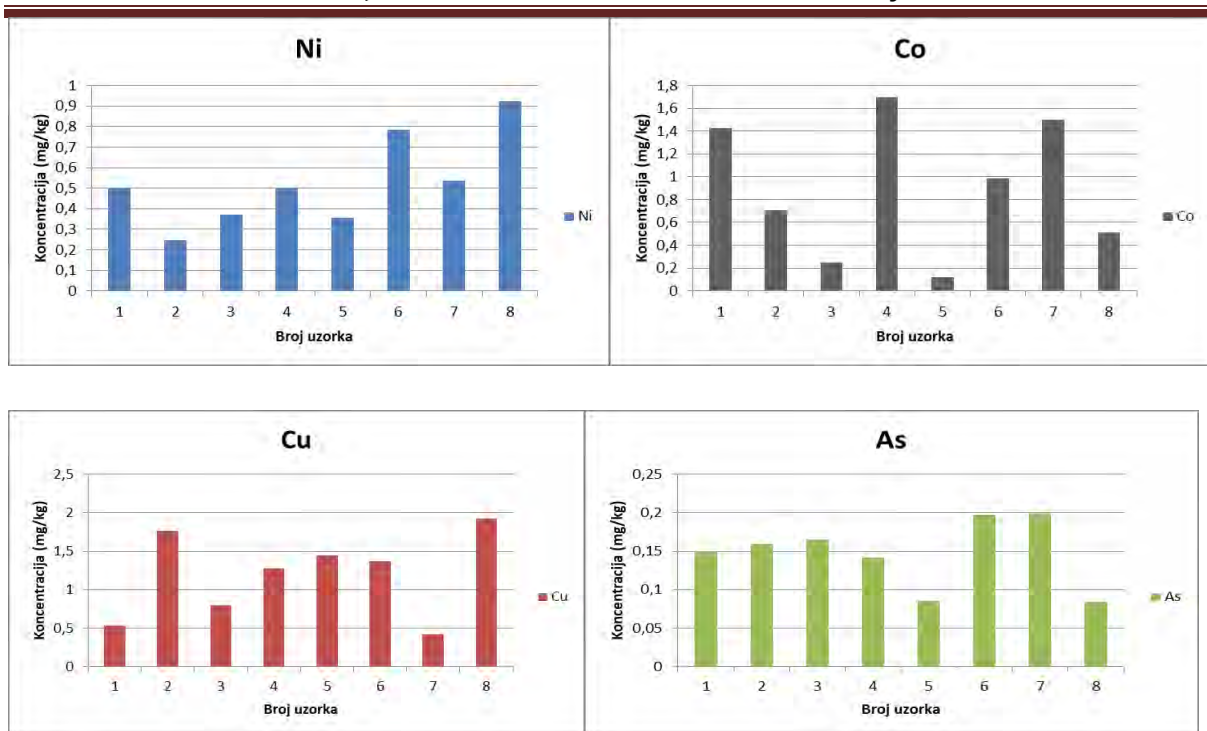 Ni
Koncentracija (mg/kg)
1
0,9
0,8
0,7
0,6
0,5
0,4
0,3
0,2
0,1
0
1 2 3 4 5 6 7 8
Broj uzorka
Ni
Co
Koncentracija (mg/kg)
1,8
1,6
1,4
1,2
1
0,8
0,6
0,4
0,2
0
1 2 3 4 5 6 7 8
Broj uzorka
Co
Cu
Koncentracija (mg/kg)
2,5
2
1,5
1
0,5
0
1 2 3 4 5 6 7 8
Broj uzorka
Cu
As
Koncentracija (mg/kg)
0,25
0,2
0,15
0,1
0,05
0
1 2 3 4 5 6 7 8
Broj uzorka
As